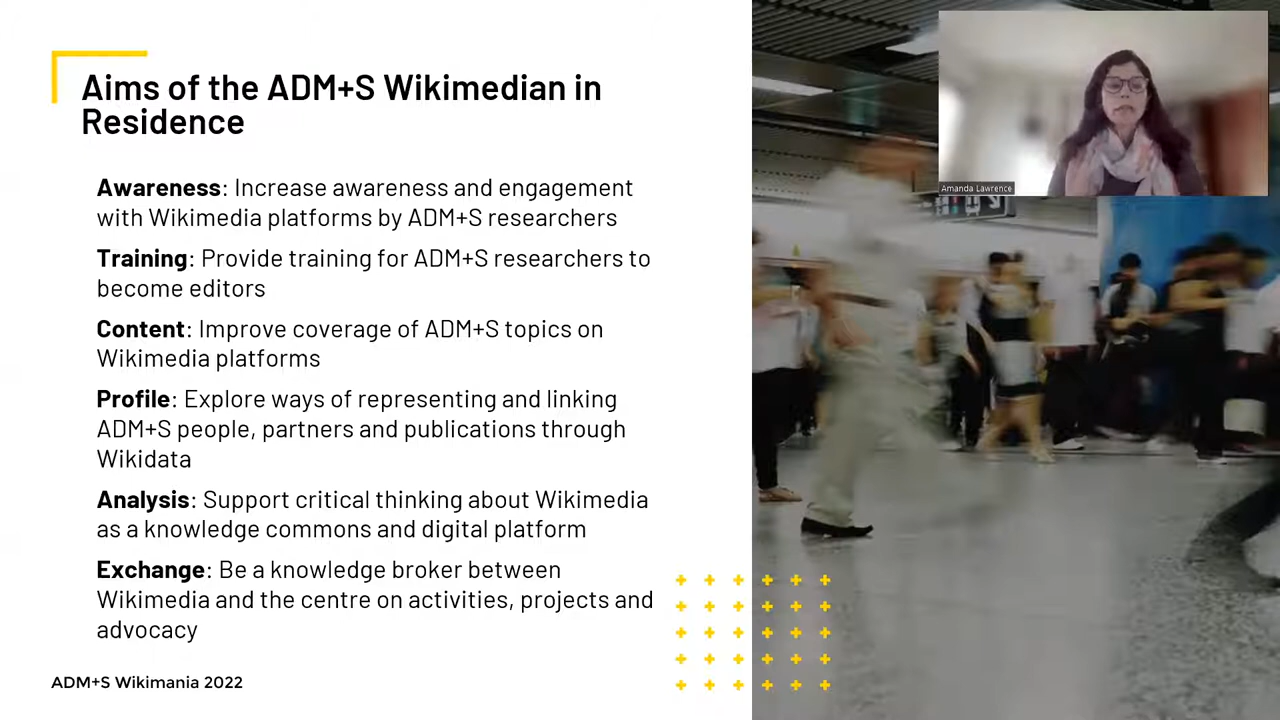 Aims of the ADM+S Wikimedian in
Residence
Awareness: Increase awareness and engagement
with Wikimedia platforms by ADM+S researchers
Training: Provide training for ADM+S researchers to
become editors
Content: Improve coverage of ADM+S topics on
Wikimedia platforms
Profile: Explore ways of representing and linking
ADM+S people, partners and publications through
Wikidata
Analysis: Support critical thinking about Wikimedia
as a knowledge commons and digital platform
Exchange: Be a knowledge broker between
Wikimedia and the centre on activities, projects and
advocacy
ADM+S Wikimania 2022
Amanda Lawrence